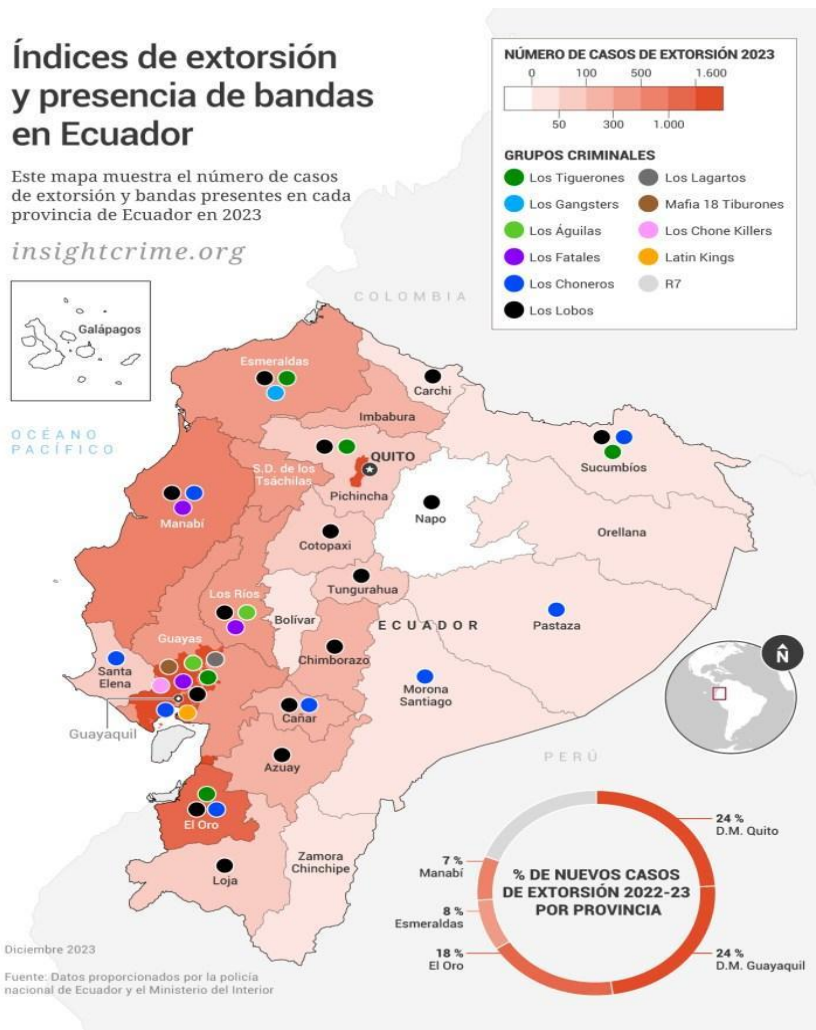 Índices de extorsión
y presencia de bandas
en Ecuador
Este mapa muestra el número de casos
de extorsión y bandas presentes en cada
provincia de Ecuador en 2023
insightcrime.org
NÚMERO DE CASOS DE EXTORSIÓN 2023
0 100 500 1.600
50 300 1.000
GRUPOS CRIMINALES
Los Tiguerones
Los Gangsters
Los Águilas
Los Fatales
Los Choneros
Los Lobos
Los Lagartos
Mafia 18 Tiburones
Los Chone Killers
Latin Kings
R7
Galápagos
COLOMBIA
OCÉANO
PACÍFICO
Esmeraldas
Carchi
Imbabura
QUITO
Sucumbíos
S.D. de los
Tsáchilas
Pichincha
Manabí
Napo
Orellana
Cotopaxi
Tungurahua
Los Ríos
Bolívar
ECUADOR
Pastaza
Guayas
Chimborazo
Santa
Elena
Morona
Santiago
Cañar
Guayaquil
Azuay
PERÚ
El Oro
Loja
Zamora
Chinchipe
N
% DE NUEVOS CASOS
DE EXTORSIÓN 2022-23
POR PROVINCIA
24 %
D.M. Quito
7 %
Manabí
8 %
Esmeraldas
18 %
El Oro
24 %
D.M. Guayaquil
Diciembre 2023
Fuente: Datos proporcionados por la policía
nacional de Ecuador y el Ministerio del Interior